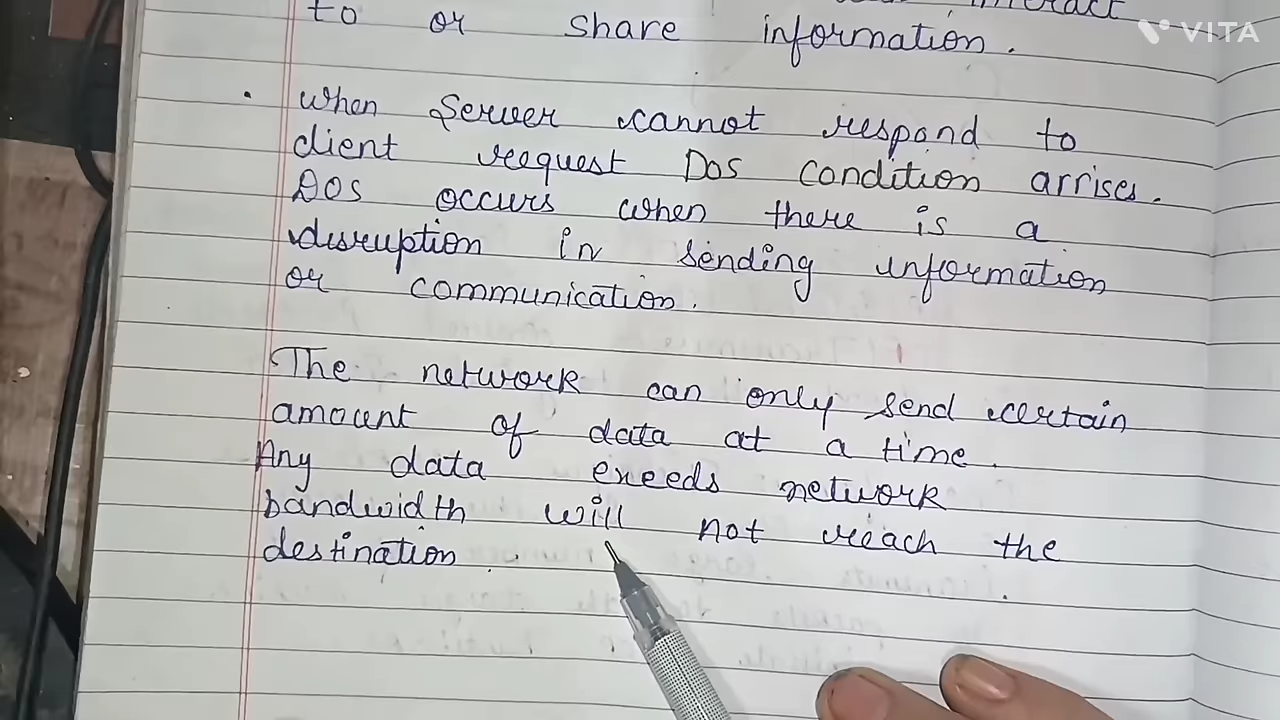 interact
to or share information.
VITA
. when Server cannot respond to
client request DoS condition arrises.
DOS occurs when there is a
disruption in sending information
or communication.
The network can only send certain
amount of data at a time.
Any data exeeds network
bandwidth will not reach the
destination.